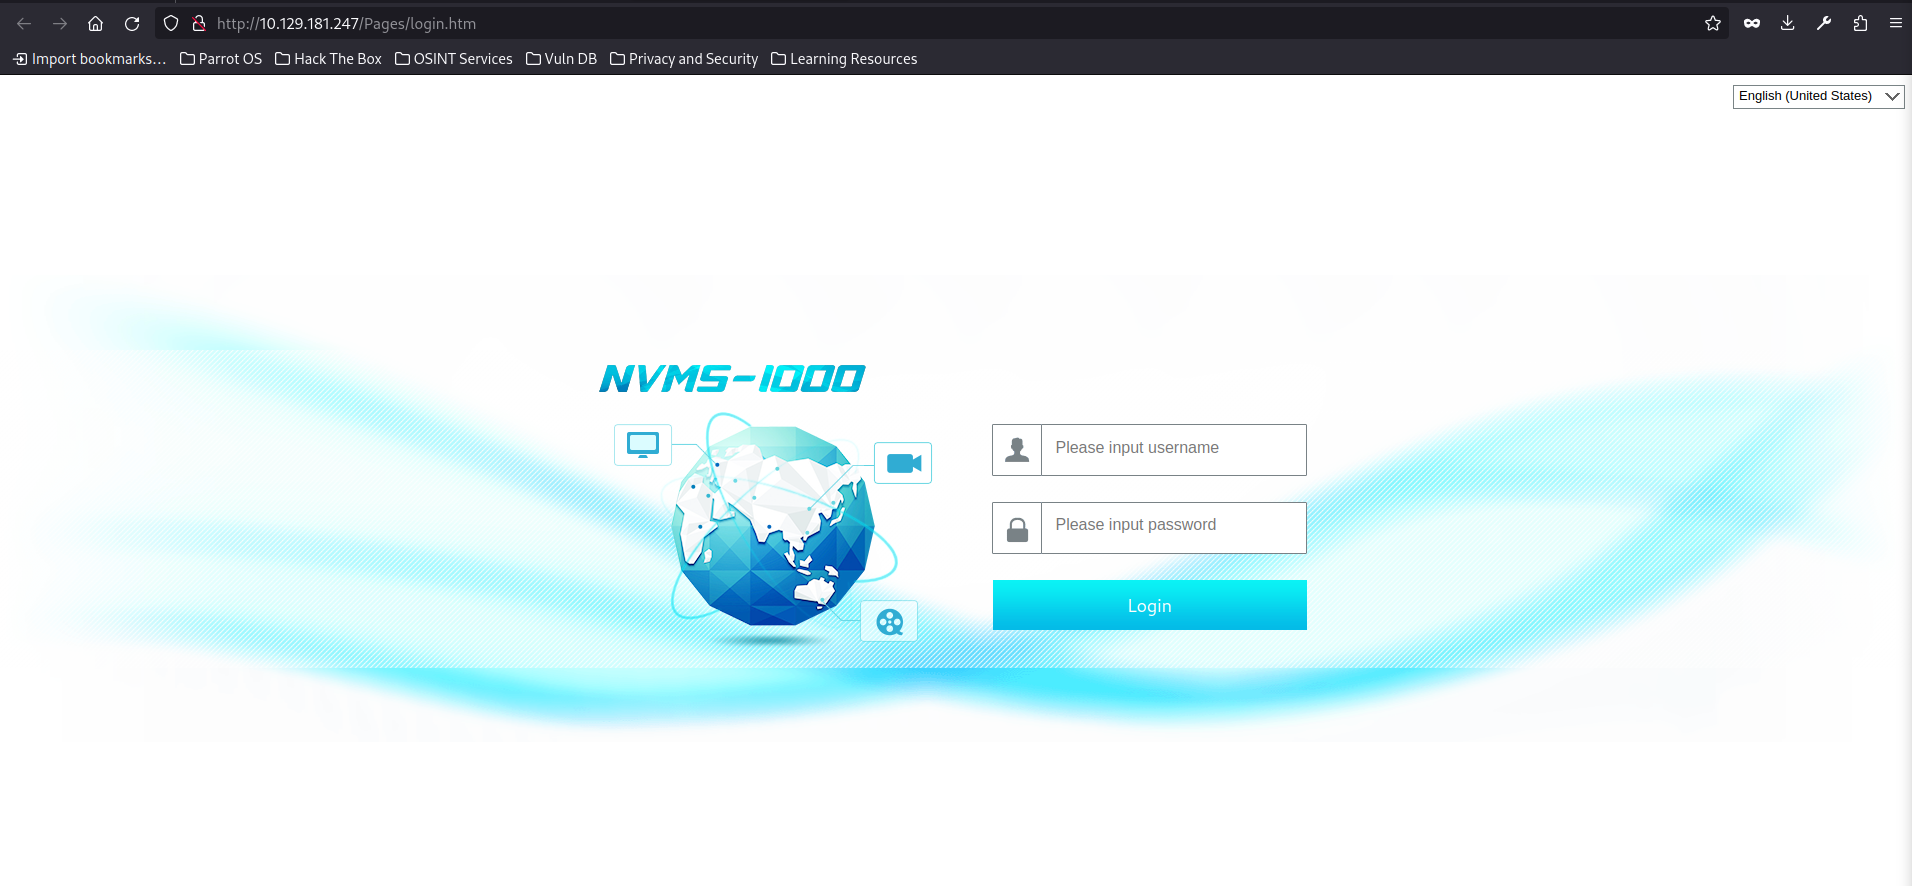 http://10.129.181.247/Pages/login.htm
Import bookmarks... Parrot OS Hack The Box OSINT Services Vuln DB Privacy and Security Learning Resources
English (United States)
NVMS-1000
Please input username
Please input password
Login